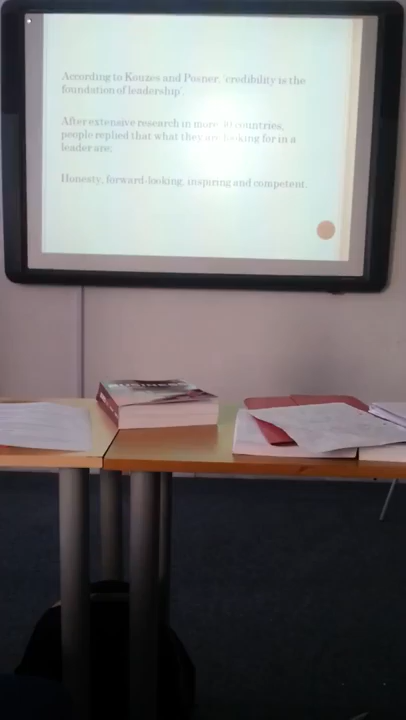 According to Kouzes and Posner, 'credibility is the
foundation of leadership'.
After extensive research in more countries,
people replied that what they are looking for in a
leader are:
Honesty, forward-looking, inspiring and competent.
BUSINESS